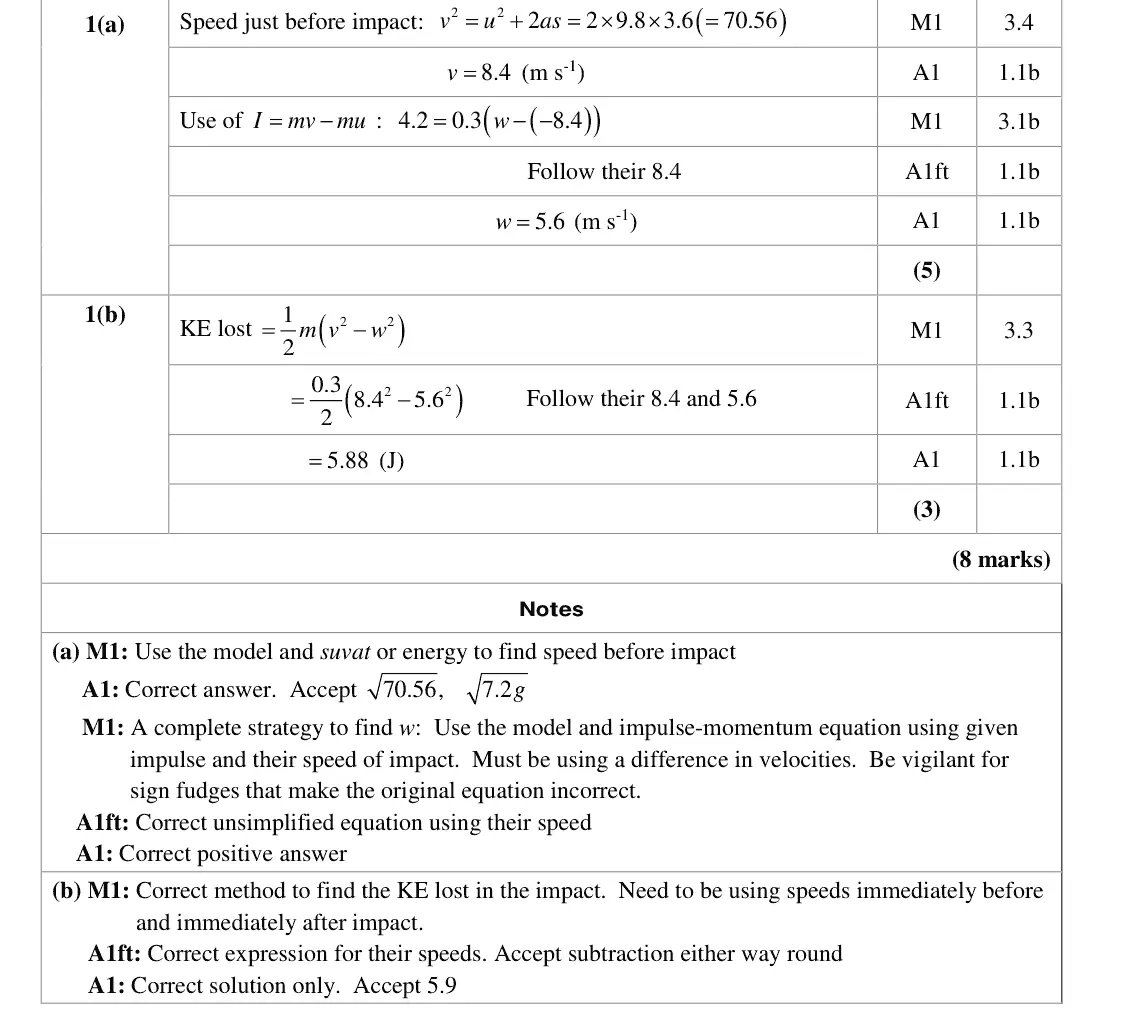 1(a) Speed just before impact: v² = u² + 2as = 2×9.8×3.6(= 70.56) M1 3.4
v = 8.4 (m s⁻¹) A1 1.1b
Use of I = mv − mu : 4.2 = 0.3(w − (−8.4)) M1 3.1b
Follow their 8.4 A1ft 1.1b
w = 5.6 (m s⁻¹) A1 1.1b
(5)
1(b) KE lost = 1/2 m(v² − w²) M1 3.3
= 0.3/2 (8.4² − 5.6²) Follow their 8.4 and 5.6 A1ft 1.1b
= 5.88 (J) A1 1.1b
(3)
(8 marks)
Notes
(a) M1: Use the model and suvat or energy to find speed before impact
A1: Correct answer. Accept √70.56, √7.2g
M1: A complete strategy to find w: Use the model and impulse-momentum equation using given
impulse and their speed of impact. Must be using a difference in velocities. Be vigilant for
sign fudges that make the original equation incorrect.
A1ft: Correct unsimplified equation using their speed
A1: Correct positive answer
(b) M1: Correct method to find the KE lost in the impact. Need to be using speeds immediately before
and immediately after impact.
A1ft: Correct expression for their speeds. Accept subtraction either way round
A1: Correct solution only. Accept 5.9